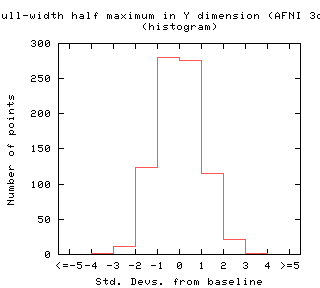 ull-width half maximum in Y dimension (AFNI 3d
(histogram)
300
250
200
150
100
50
0
Number of points
<=-5 -4 -3 -2 -1 0 1 2 3 4 >=5
Std. Devs. from baseline